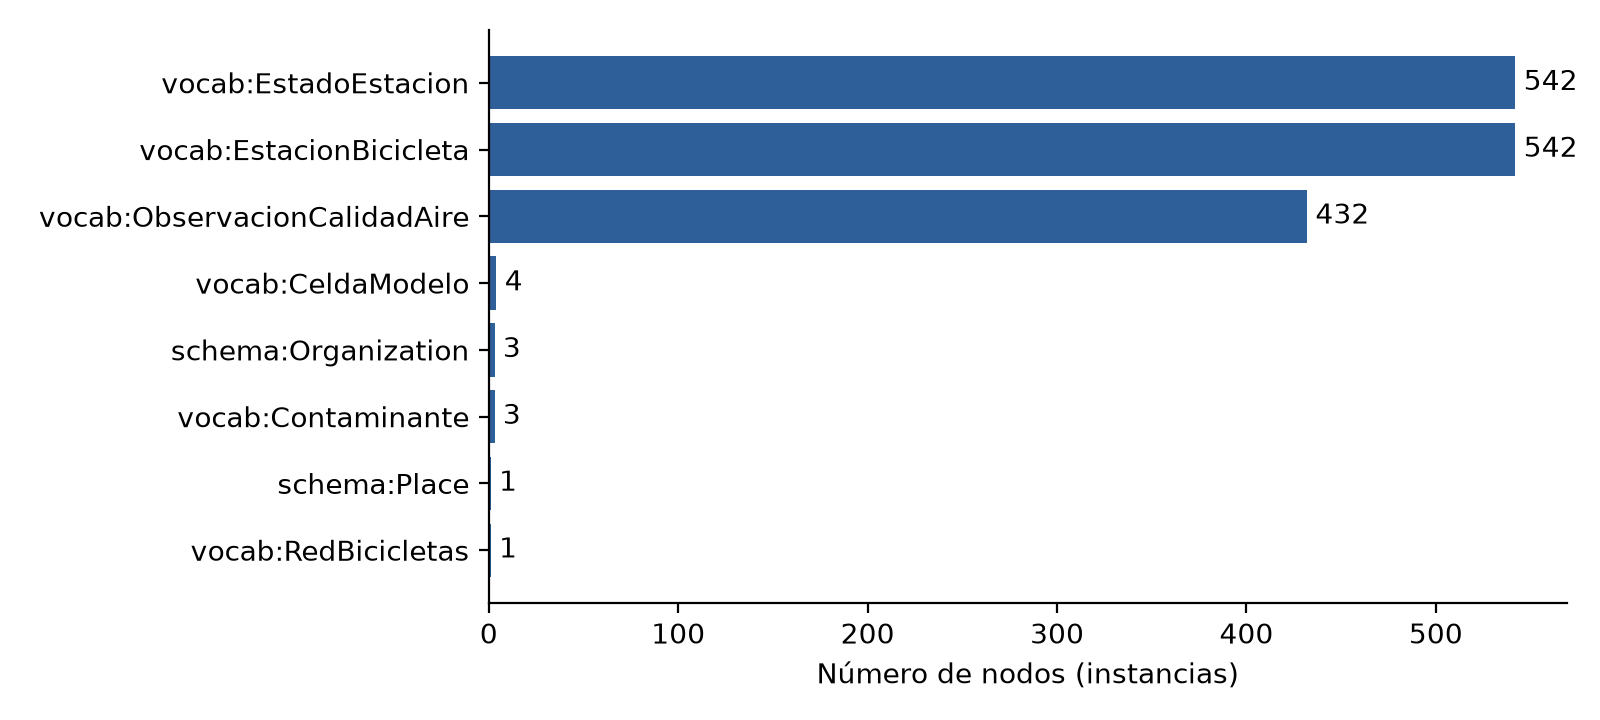 vocab:EstadoEstacion 542
vocab:EstacionBicicleta 542
vocab:ObservacionCalidadAire 432
vocab:CeldaModelo 4
schema:Organization 3
vocab:Contaminante 3
schema:Place 1
vocab:RedBicicletas 1
0 100 200 300 400 500
Número de nodos (instancias)